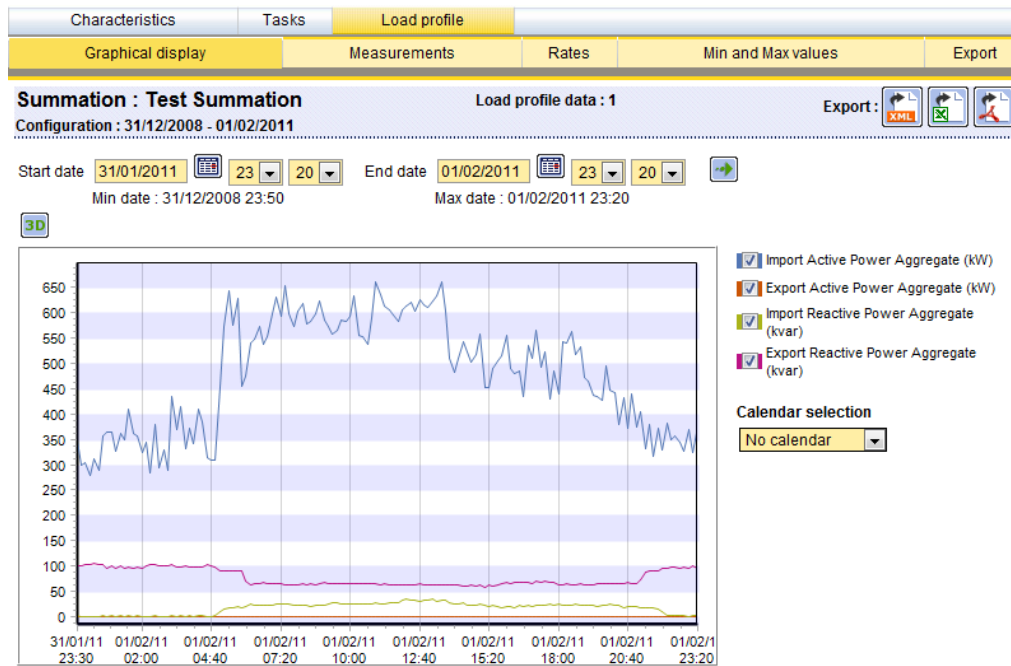 Characteristics Tasks Load profile
Graphical display Measurements Rates Min and Max values Export
Summation : Test Summation Load profile data : 1 Export : XML
Configuration : 31/12/2008 - 01/02/2011
Start date 31/01/2011 23 20 End date 01/02/2011 23 20
Min date : 31/12/2008 23:50 Max date : 01/02/2011 23:20
3D
Import Active Power Aggregate (kW)
Export Active Power Aggregate (kW)
Import Reactive Power Aggregate
(kvar)
Export Reactive Power Aggregate
(kvar)
Calendar selection
No calendar
650
600
550
500
450
400
350
300
250
200
150
100
50
0
31/01/11 01/02/11 01/02/11 01/02/11 01/02/11 01/02/11 01/02/11 01/02/11 01/02/11 01/02/1
23:30 02:00 04:40 07:20 10:00 12:40 15:20 18:00 20:40 23:20